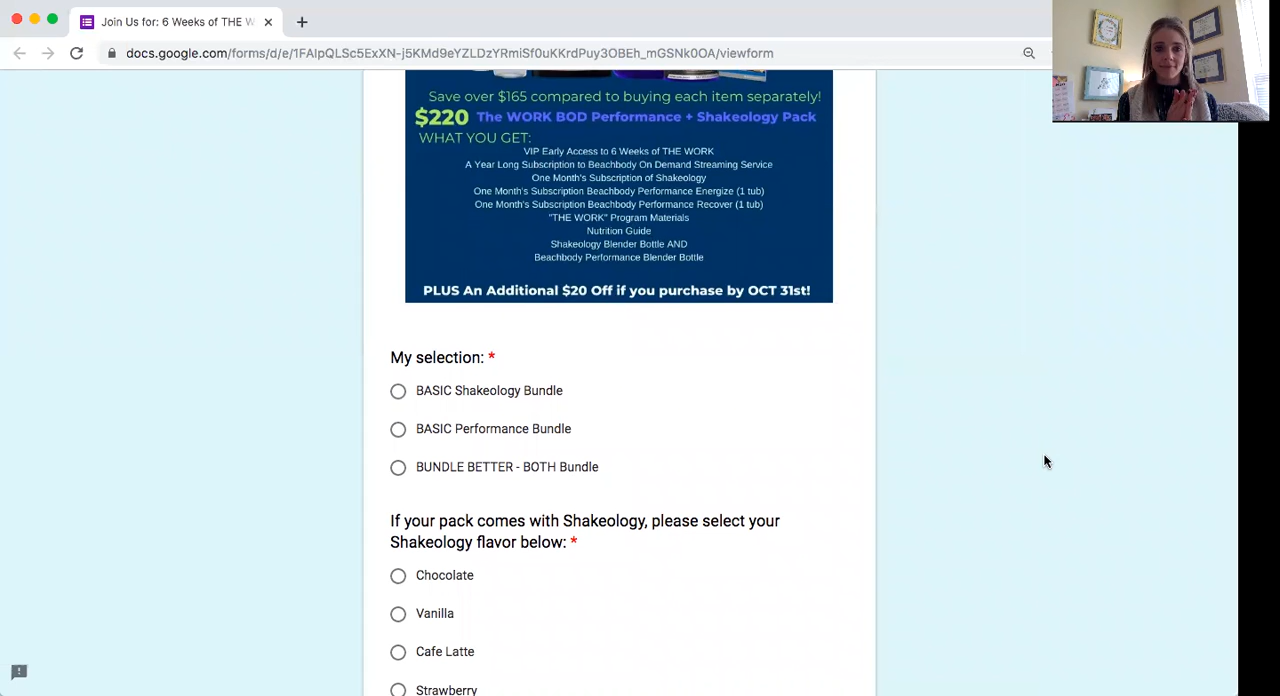 Join Us for: 6 Weeks of THE W
docs.google.com/forms/d/e/1FAIpQLSc5ExXN-j5KMd9eYZLDzYRmiSf0uKKrdPuy3OBEh_mGSNk0OA/viewform
Save over $165 compared to buying each item separately!
$220 The WORK BOD Performance + Shakeology Pack
WHAT YOU GET:
VIP Early Access to 6 Weeks of THE WORK
A Year Long Subscription to Beachbody On Demand Streaming Service
One Month's Subscription of Shakeology
One Month's Subscription Beachbody Performance Energize (1 tub)
One Month's Subscription Beachbody Performance Recover (1 tub)
"THE WORK" Program Materials
Nutrition Guide
Shakeology Blender Bottle AND
Beachbody Performance Blender Bottle
PLUS An Additional $20 Off if you purchase by OCT 31st!
My selection: *
BASIC Shakeology Bundle
BASIC Performance Bundle
BUNDLE BETTER - BOTH Bundle
If your pack comes with Shakeology, please select your
Shakeology flavor below: *
Chocolate
Vanilla
Cafe Latte
Strawberry